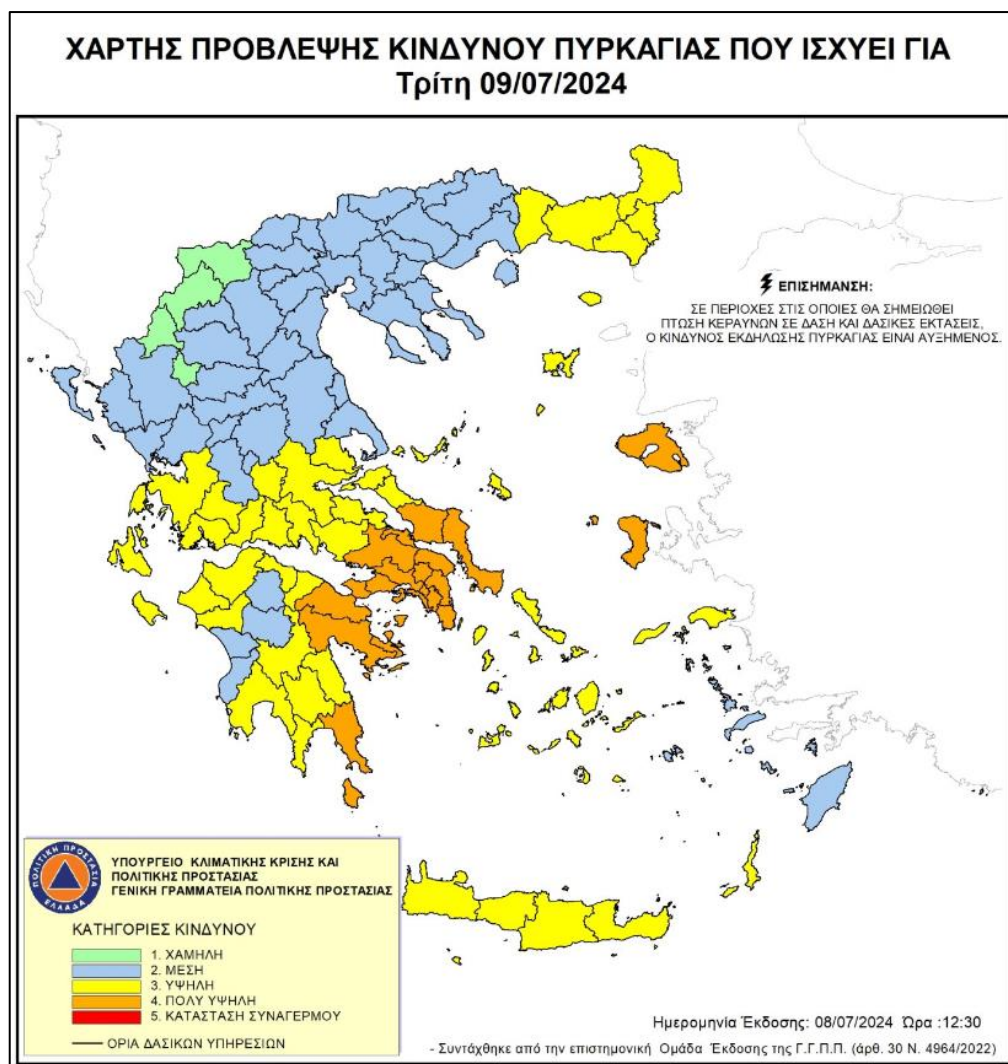 ΧΑΡΤΗΣ ΠΡΟΒΛΕΨΗΣ ΚΙΝΔΥΝΟΥ ΠΥΡΚΑΓΙΑΣ ΠΟΥ ΙΣΧΥΕΙ ΓΙΑ
Τρίτη 09/07/2024
ΕΠΙΣΗΜΑΝΣΗ:
ΣΕ ΠΕΡΙΟΧΕΣ ΣΤΙΣ ΟΠΟΙΕΣ ΘΑ ΣΗΜΕΙΩΘΕΙ
ΠΤΩΣΗ ΚΕΡΑΥΝΩΝ ΣΕ ΔΑΣΗ ΚΑΙ ΔΑΣΙΚΕΣ ΕΚΤΑΣΕΙΣ,
Ο ΚΙΝΔΥΝΟΣ ΕΚΔΗΛΩΣΗΣ ΠΥΡΚΑΓΙΑΣ ΕΙΝΑΙ ΑΥΞΗΜΕΝΟΣ.
ΠΟΛΙΤΙΚΗ ΠΡΟΣΤΑΣΙΑ
ΕΛΛΑΔΑ
ΥΠΟΥΡΓΕΙΟ ΚΛΙΜΑΤΙΚΗΣ ΚΡΙΣΗΣ ΚΑΙ
ΠΟΛΙΤΙΚΗΣ ΠΡΟΣΤΑΣΙΑΣ
ΓΕΝΙΚΗ ΓΡΑΜΜΑΤΕΙΑ ΠΟΛΙΤΙΚΗΣ ΠΡΟΣΤΑΣΙΑΣ
ΚΑΤΗΓΟΡΙΕΣ ΚΙΝΔΥΝΟΥ
1. ΧΑΜΗΛΗ
2. ΜΕΣΗ
3. ΥΨΗΛΗ
4. ΠΟΛΥ ΥΨΗΛΗ
5. ΚΑΤΑΣΤΑΣΗ ΣΥΝΑΓΕΡΜΟΥ
ΟΡΙΑ ΔΑΣΙΚΩΝ ΥΠΗΡΕΣΙΩΝ
Ημερομηνία Έκδοσης: 08/07/2024 Ώρα :12:30
- Συντάχθηκε από την επιστημονική Ομάδα Έκδοσης της Γ.Γ.Π.Π. (άρθ. 30 Ν. 4964/2022)